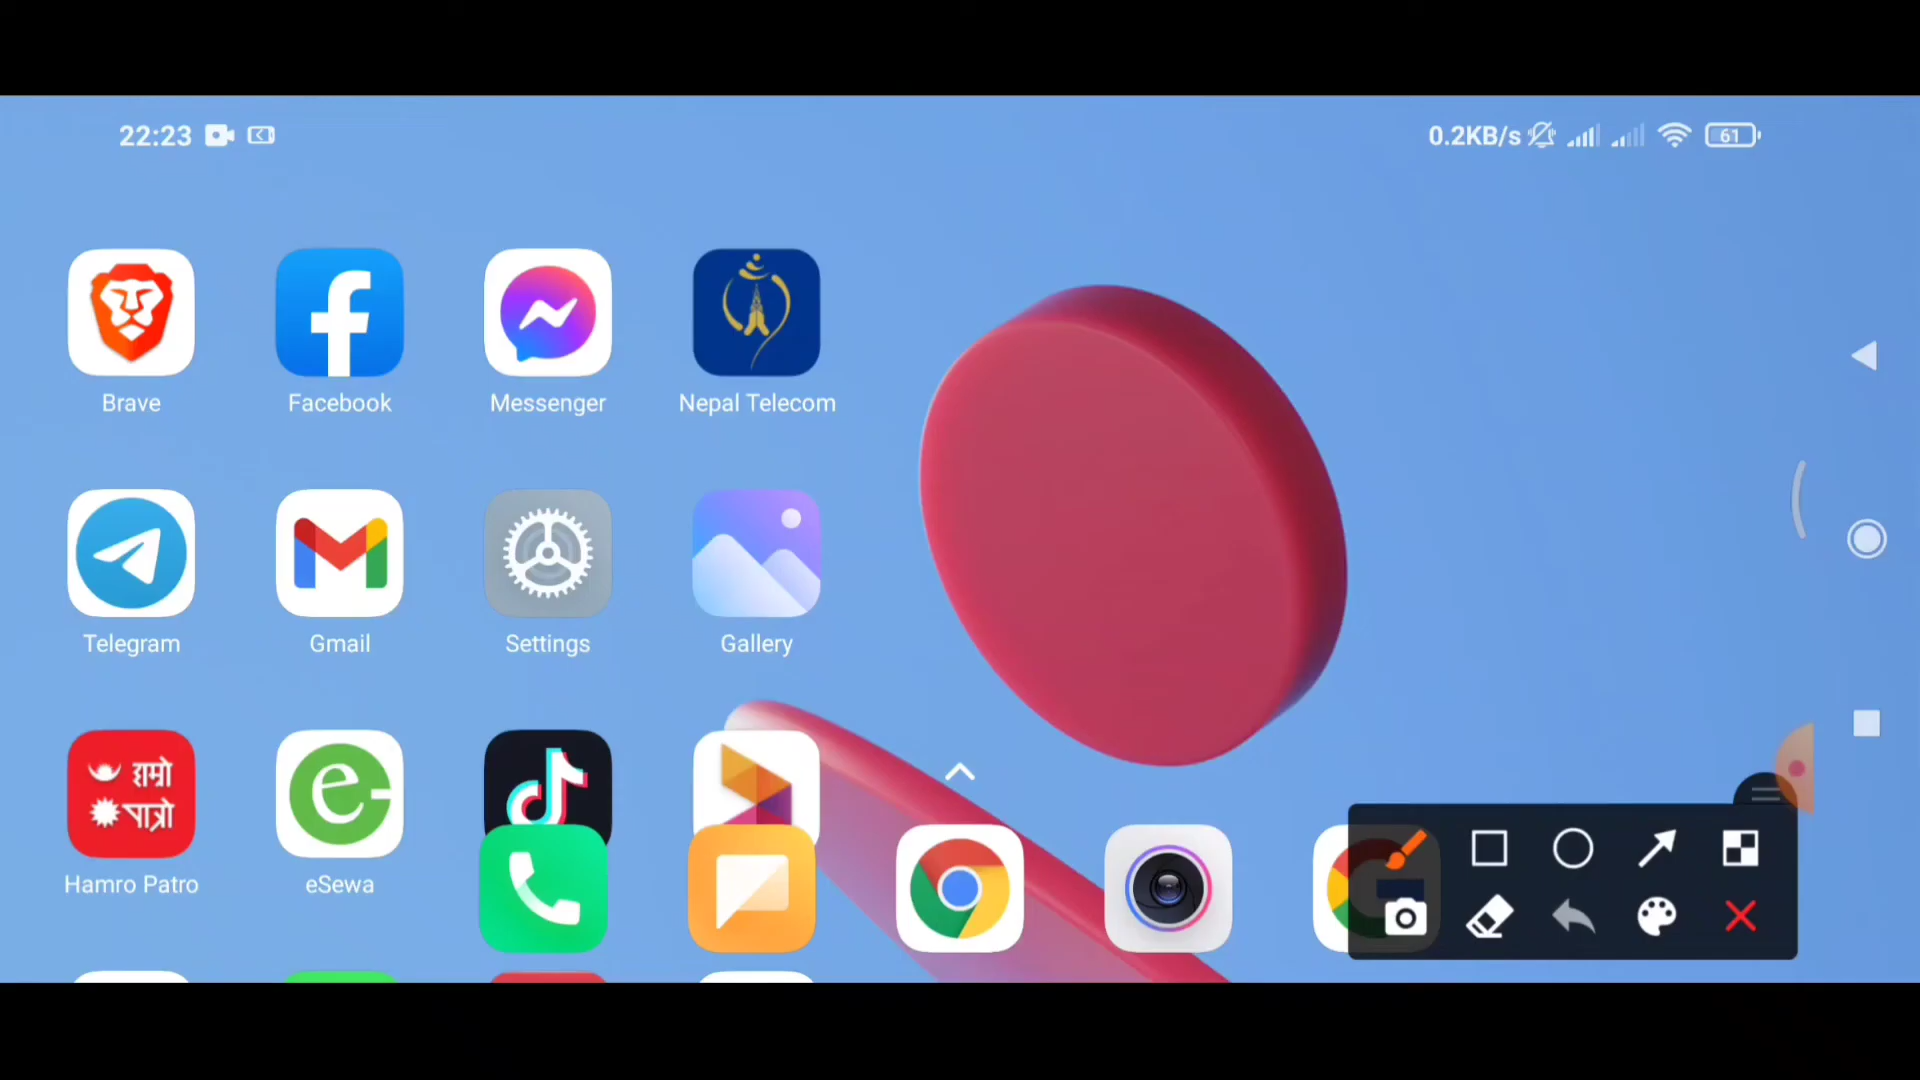 22:23
0.2KB/s
61
Brave
Facebook
Messenger
Nepal Telecom
Telegram
Gmail
Settings
Gallery
हाम्रो
पात्रो
Hamro Patro
eSewa